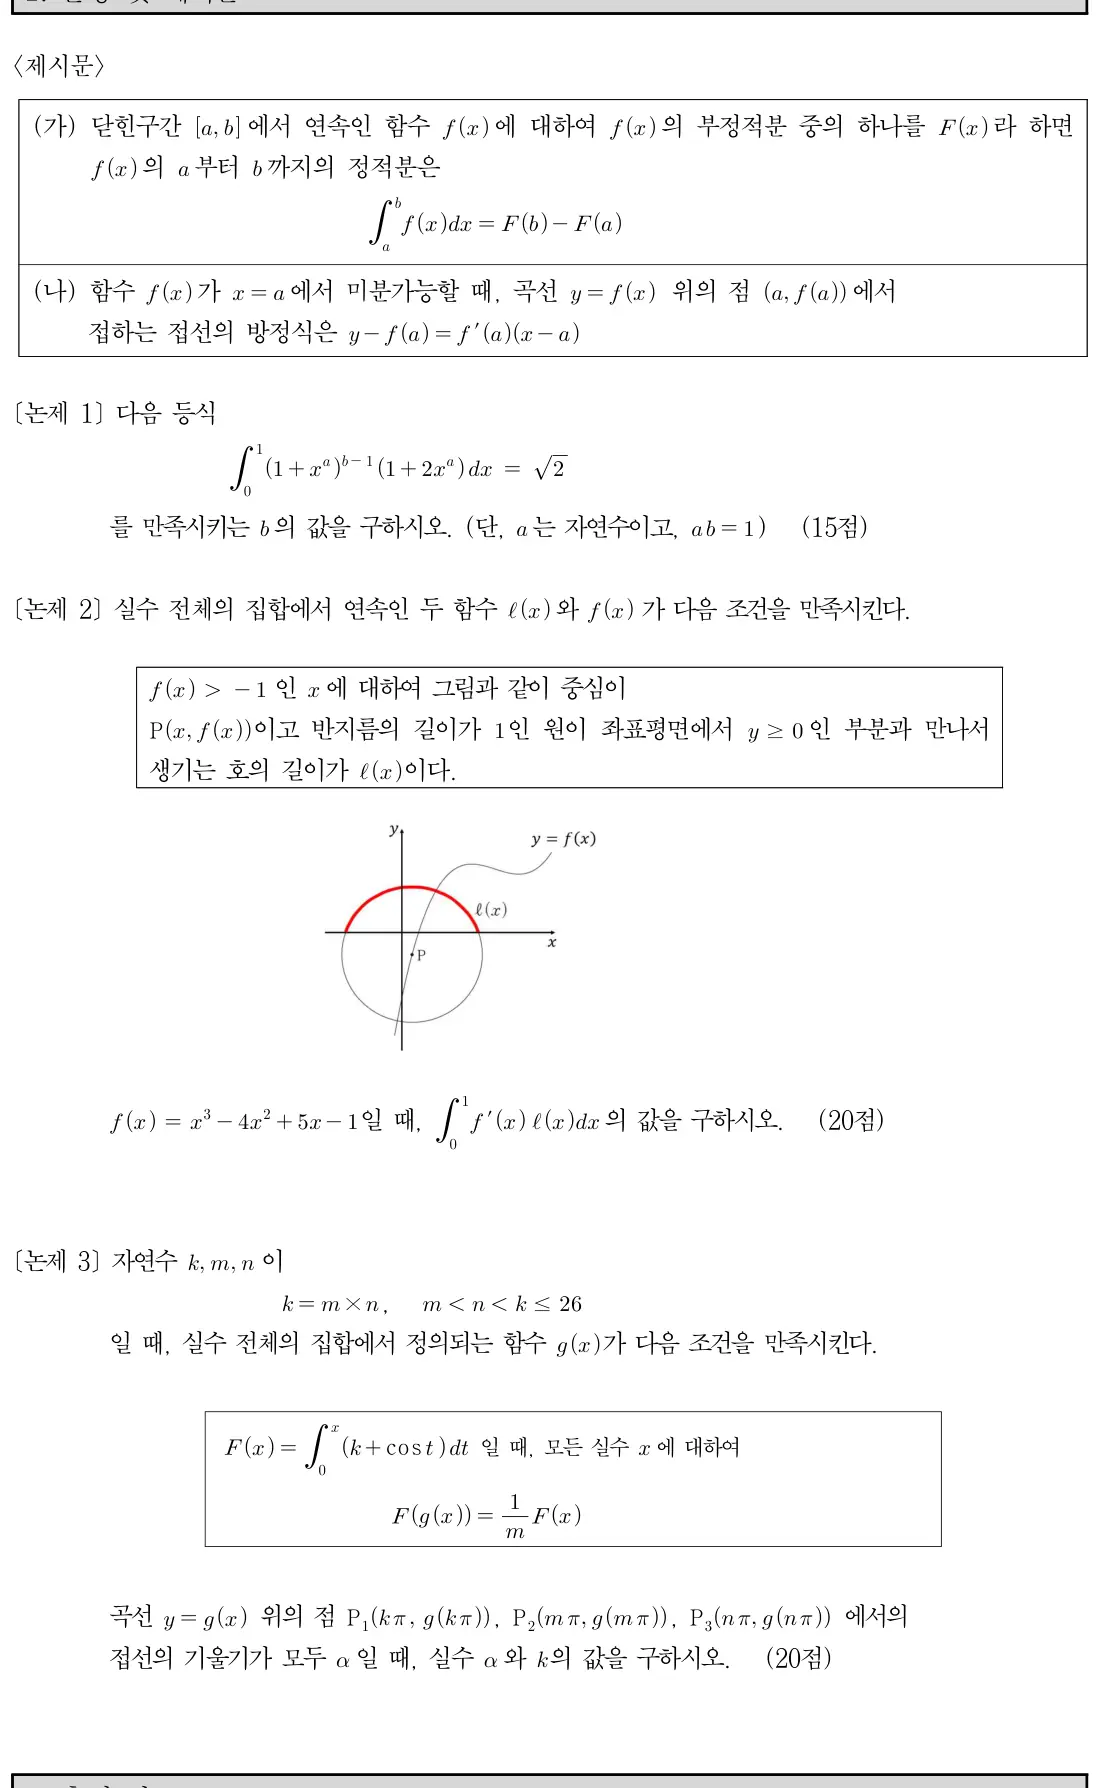 〈제시문〉
(가) 닫힌구간 [a, b]에서 연속인 함수 f(x)에 대하여 f(x)의 부정적분 중의 하나를 F(x)라 하면
f(x)의 a부터 b까지의 정적분은
∫_a^b f(x)dx = F(b) − F(a)
(나) 함수 f(x)가 x = a에서 미분가능할 때, 곡선 y = f(x) 위의 점 (a, f(a))에서
접하는 접선의 방정식은 y − f(a) = f′(a)(x − a)
[논제 1] 다음 등식
∫_0^1 (1 + x^a)^{b−1}(1 + 2x^a)dx = √2
를 만족시키는 b의 값을 구하시오. (단, a는 자연수이고, ab = 1) (15점)
[논제 2] 실수 전체의 집합에서 연속인 두 함수 ℓ(x)와 f(x)가 다음 조건을 만족시킨다.
f(x) > −1인 x에 대하여 그림과 같이 중심이
P(x, f(x))이고 반지름의 길이가 1인 원이 좌표평면에서 y ≥ 0인 부분과 만나서
생기는 호의 길이가 ℓ(x)이다.
y
y = f(x)
ℓ(x)
x
P
f(x) = x³ − 4x² + 5x − 1일 때, ∫_0^1 f′(x)ℓ(x)dx의 값을 구하시오. (20점)
[논제 3] 자연수 k, m, n이
k = m × n, m < n < k ≤ 26
일 때, 실수 전체의 집합에서 정의되는 함수 g(x)가 다음 조건을 만족시킨다.
F(x) = ∫_0^x (k + cos t)dt 일 때, 모든 실수 x에 대하여
F(g(x)) = 1/m F(x)
곡선 y = g(x) 위의 점 P₁(kπ, g(kπ)), P₂(mπ, g(mπ)), P₃(nπ, g(nπ)) 에서의
접선의 기울기가 모두 α일 때, 실수 α와 k의 값을 구하시오. (20점)